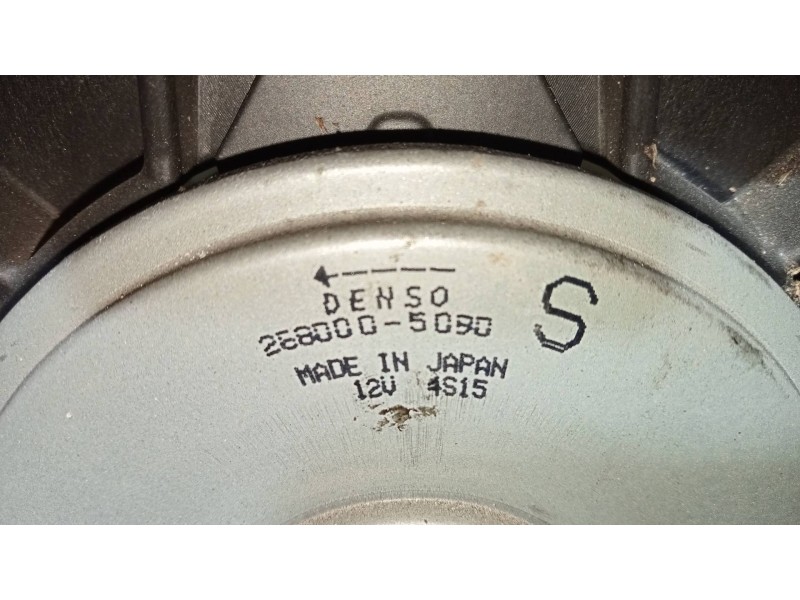 DENSO
268000-5090
MADE IN JAPAN
12V 4S15
S